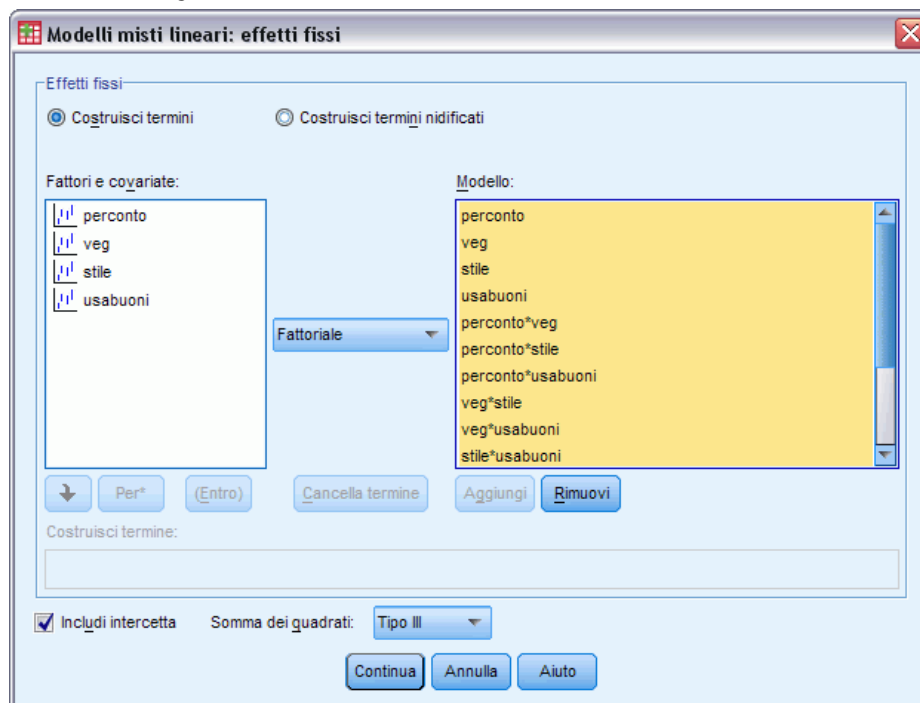 Modelli misti lineari: effetti fissi
Effetti fissi
Costruisci termini
Costruisci termini nidificati
Fattori e covariate:
Modello:
perconto
veg
stile
usabuoni
Fattoriale
perconto
veg
stile
usabuoni
perconto*veg
perconto*stile
perconto*usabuoni
veg*stile
veg*usabuoni
stile*usabuoni
Per*
(Entro)
Cancella termine
Aggiungi
Rimuovi
Costruisci termine:
Includi intercetta
Somma dei quadrati:
Tipo III
Continua
Annulla
Aiuto